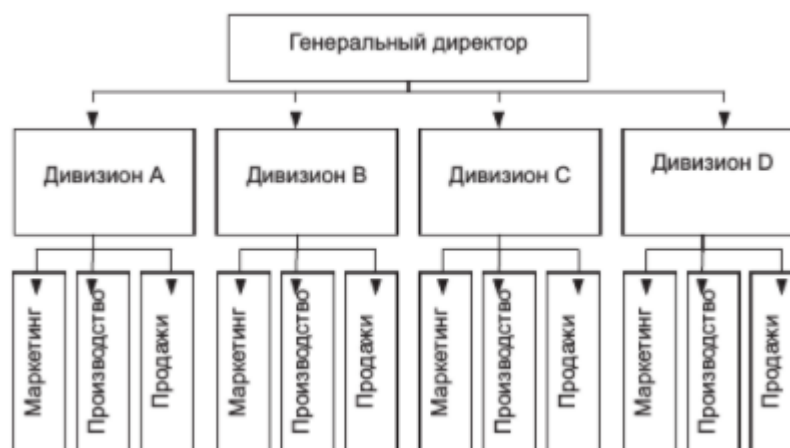 Генеральный директор
Дивизион A
Дивизион B
Дивизион C
Дивизион D
Маркетинг
Производство
Продажи
Маркетинг
Производство
Продажи
Маркетинг
Производство
Продажи
Маркетинг
Производство
Продажи